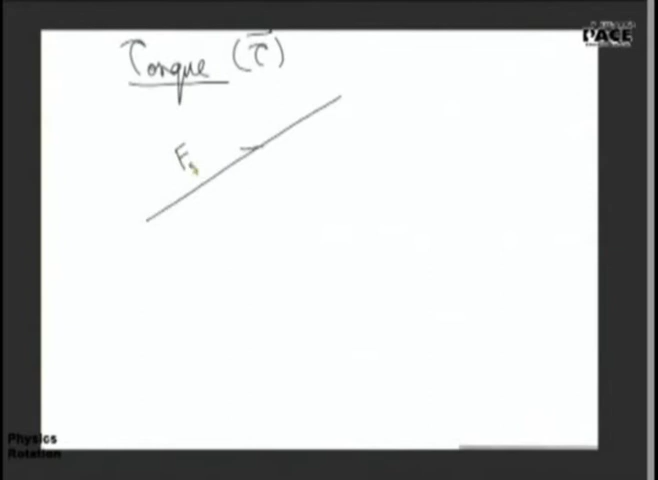 Torque (τ⃗)
PACE
F
Physics
Rotation